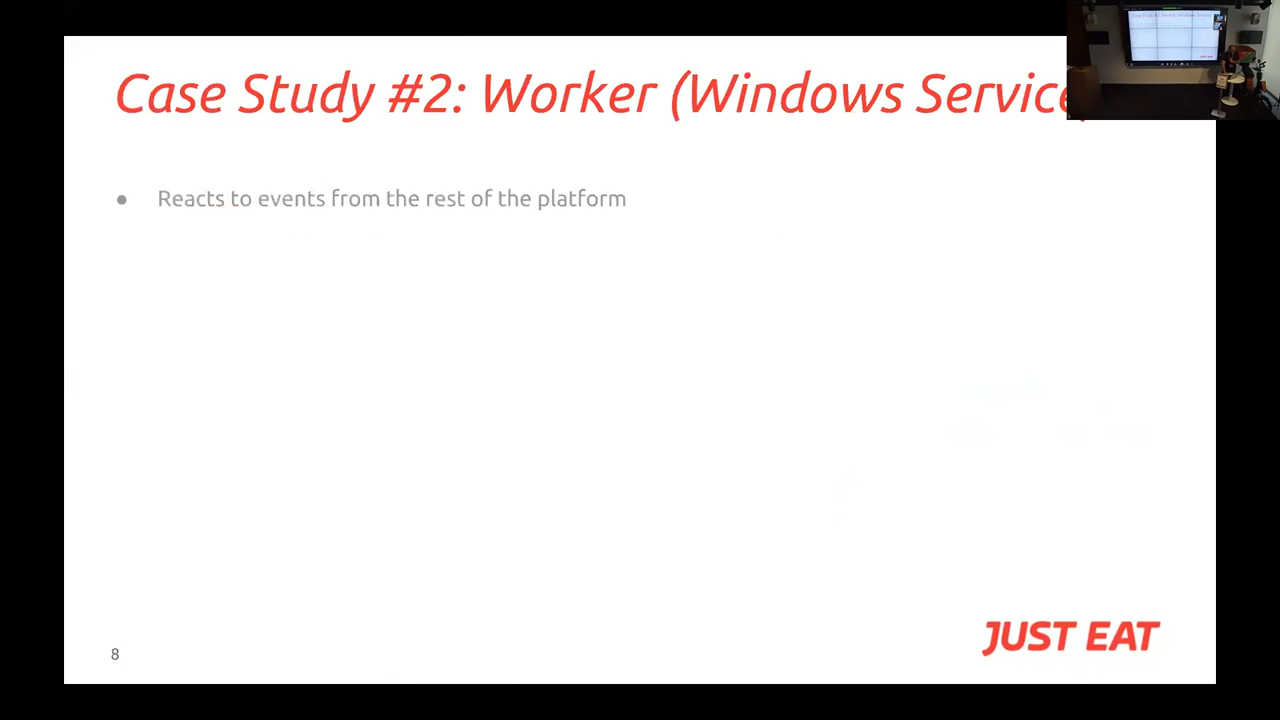 Case Study #2: Worker (Windows Service)
● Reacts to events from the rest of the platform
JUST EAT
8